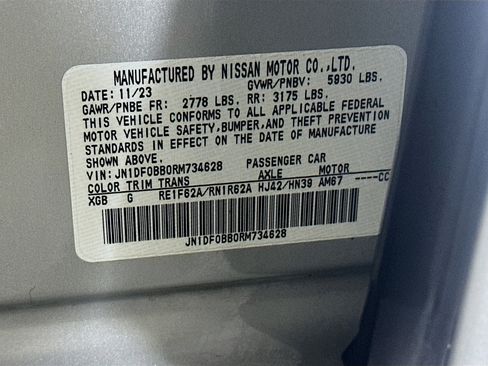 MANUFACTURED BY NISSAN MOTOR CO.,LTD.
DATE: 11/23 GVWR/PNBV: 5930 LBS.
GAWR/PNBE FR: 2778 LBS. RR: 3175 LBS.
THIS VEHICLE CONFORMS TO ALL APPLICABLE FEDERAL
MOTOR VEHICLE SAFETY,BUMPER,AND THEFT PREVENTION
STANDARDS IN EFFECT ON THE DATE OF MANUFACTURE
SHOWN ABOVE.
VIN: JN1DF0BB0RM734628 PASSENGER CAR
COLOR TRIM TRANS AXLE MOTOR
XGB G RE1F62A/RN1R62A HJ42/HN39 AM67 ----CC
JN1DF0BB0RM734628